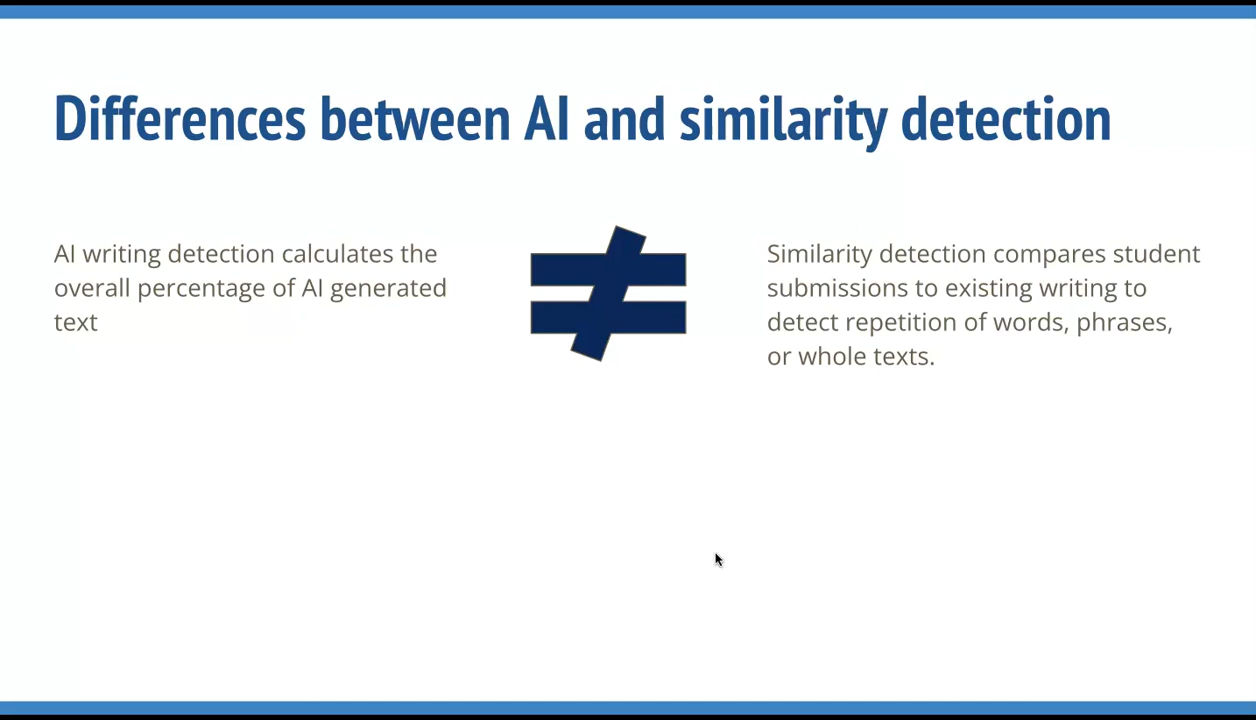 Differences between AI and similarity detection
AI writing detection calculates the
overall percentage of AI generated
text
Similarity detection compares student
submissions to existing writing to
detect repetition of words, phrases,
or whole texts.